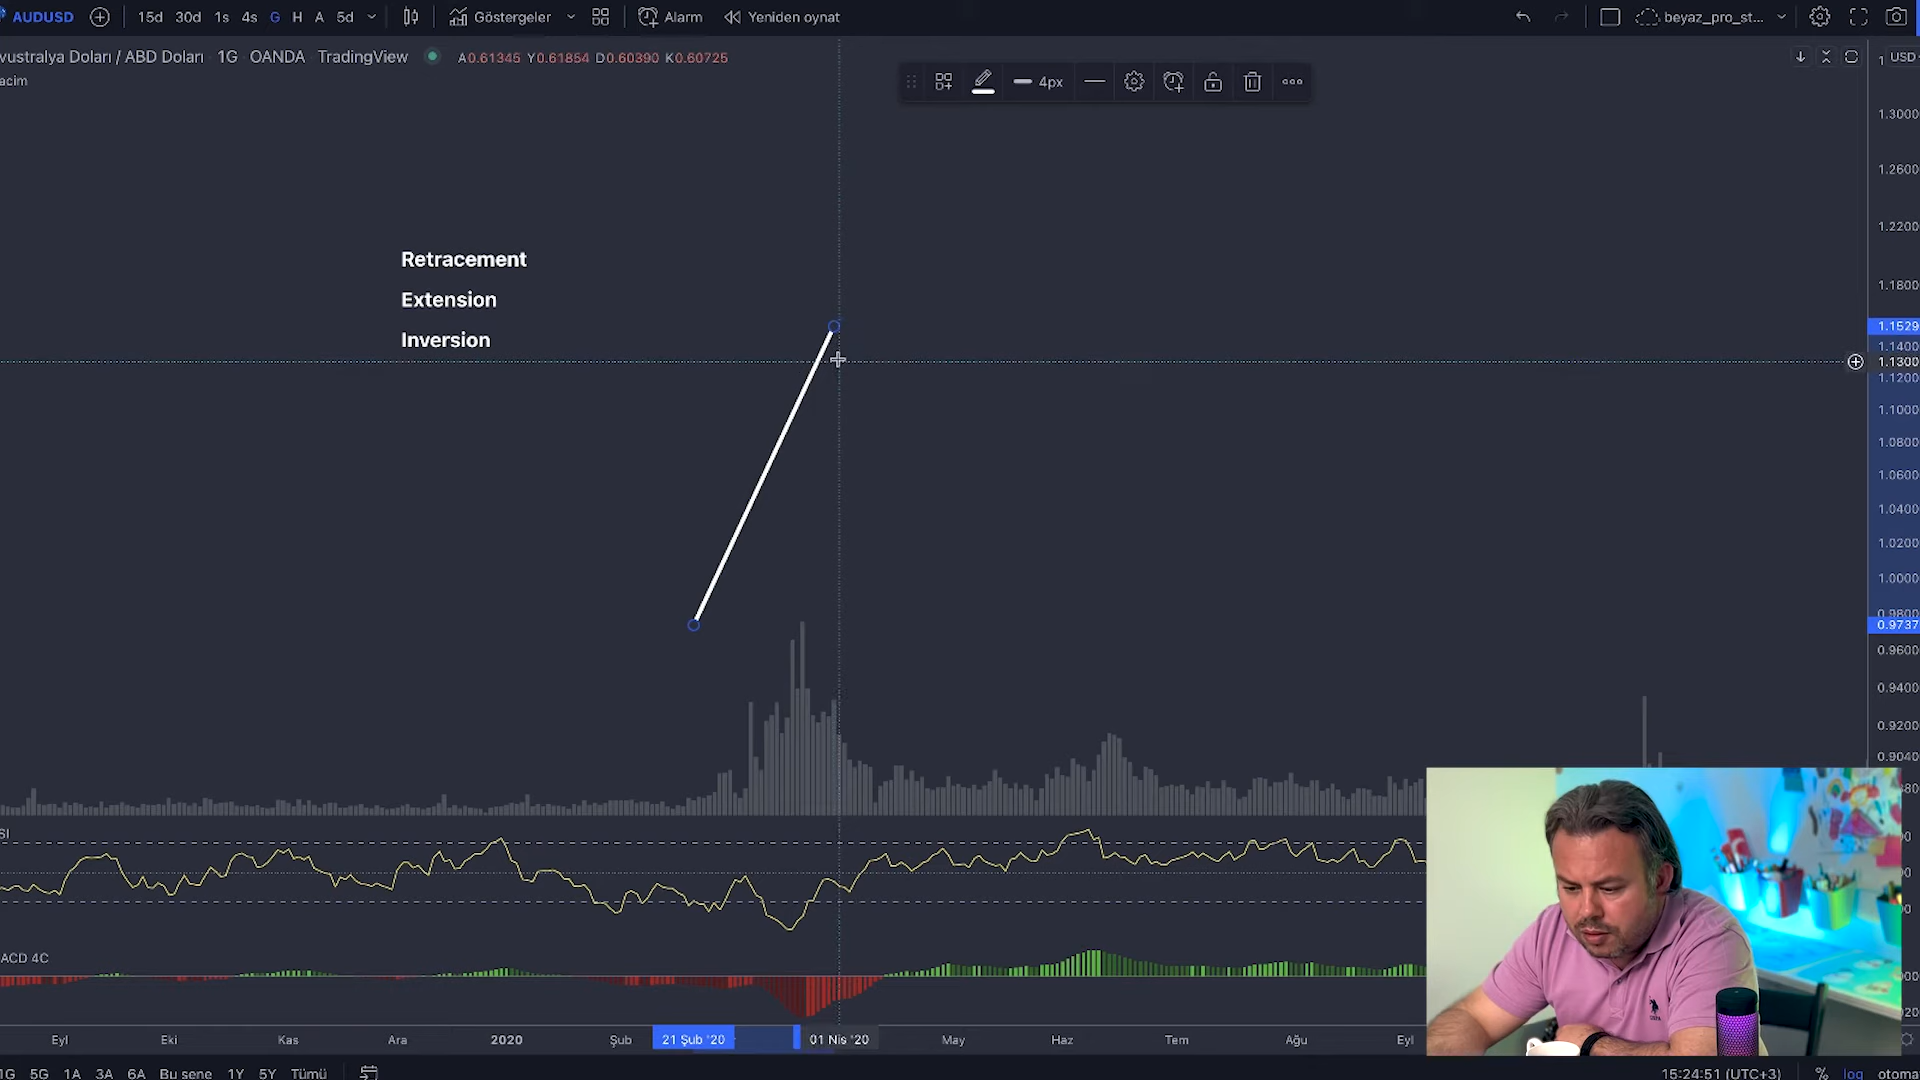 AUDUSD 15d 30d 1s 4s G H A 5d Göstergeler Alarm Yeniden oynat beyaz_pro_st...
vustralya Doları / ABD Doları 1G OANDA TradingView A0.61345 Y0.61854 D0.60390 K0.60725
USD
acim
4px
1.3000
1.2600
1.2200
Retracement
1.1800
Extension
1.1529
Inversion
1.1400
1.1300
1.1200
1.1000
1.0800
1.0600
1.0400
1.0200
1.0000
0.9800
0.9737
0.9600
0.9400
0.9200
0.9040
SI
ACD 4C
Eyl Eki Kas Ara 2020 Şub 21 Şub '20 01 Nis '20 May Haz Tem Ağu Eyl
1G 5G 1A 3A 6A Bu sene 1Y 5Y Tümü 15:24:51 (UTC+3) % log otoma